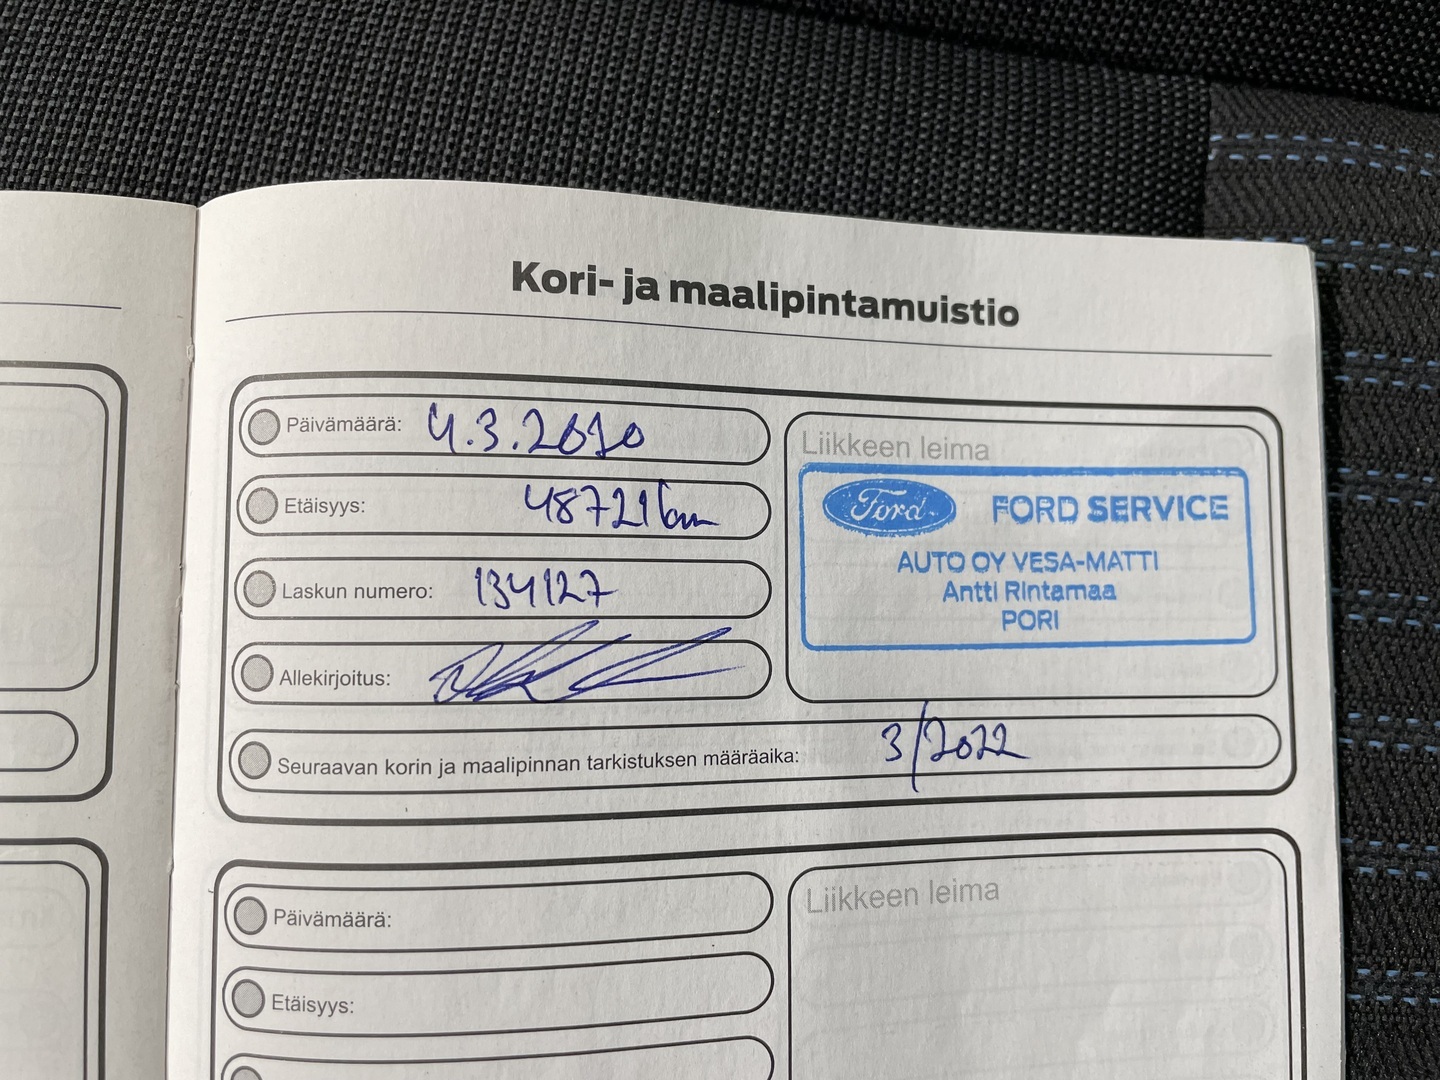 Kori- ja maalipintamuistio
Päivämäärä: 4.3.2010
Etäisyys: 48721 km
Laskun numero: 134127
Allekirjoitus:
Liikkeen leima
Ford FORD SERVICE
AUTO OY VESA-MATTI
Antti Rintamaa
PORI
Seuraavan korin ja maalipinnan tarkistuksen määräaika: 3/2022
Päivämäärä:
Etäisyys:
Liikkeen leima